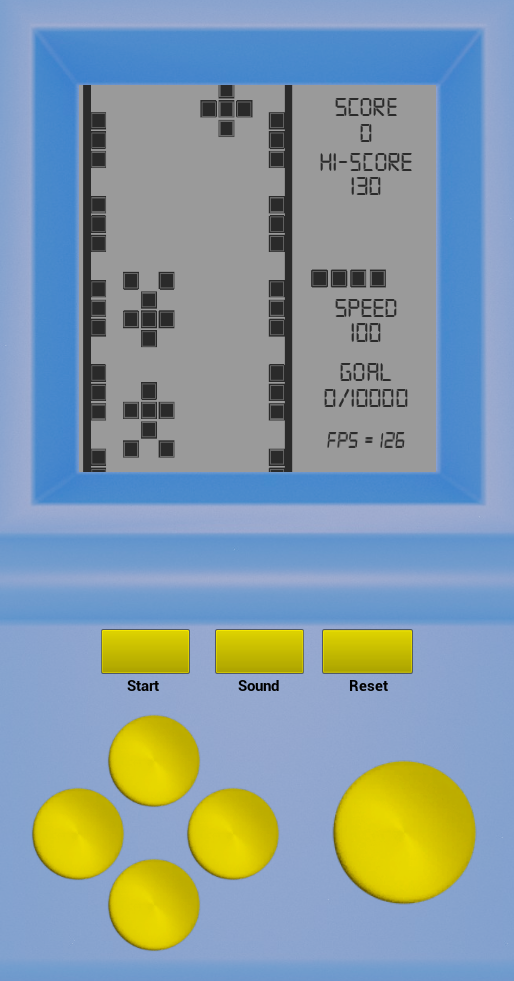 SCORE
0
HI-SCORE
130
SPEED
100
GOAL
0/10000
FPS = 126
Start Sound Reset